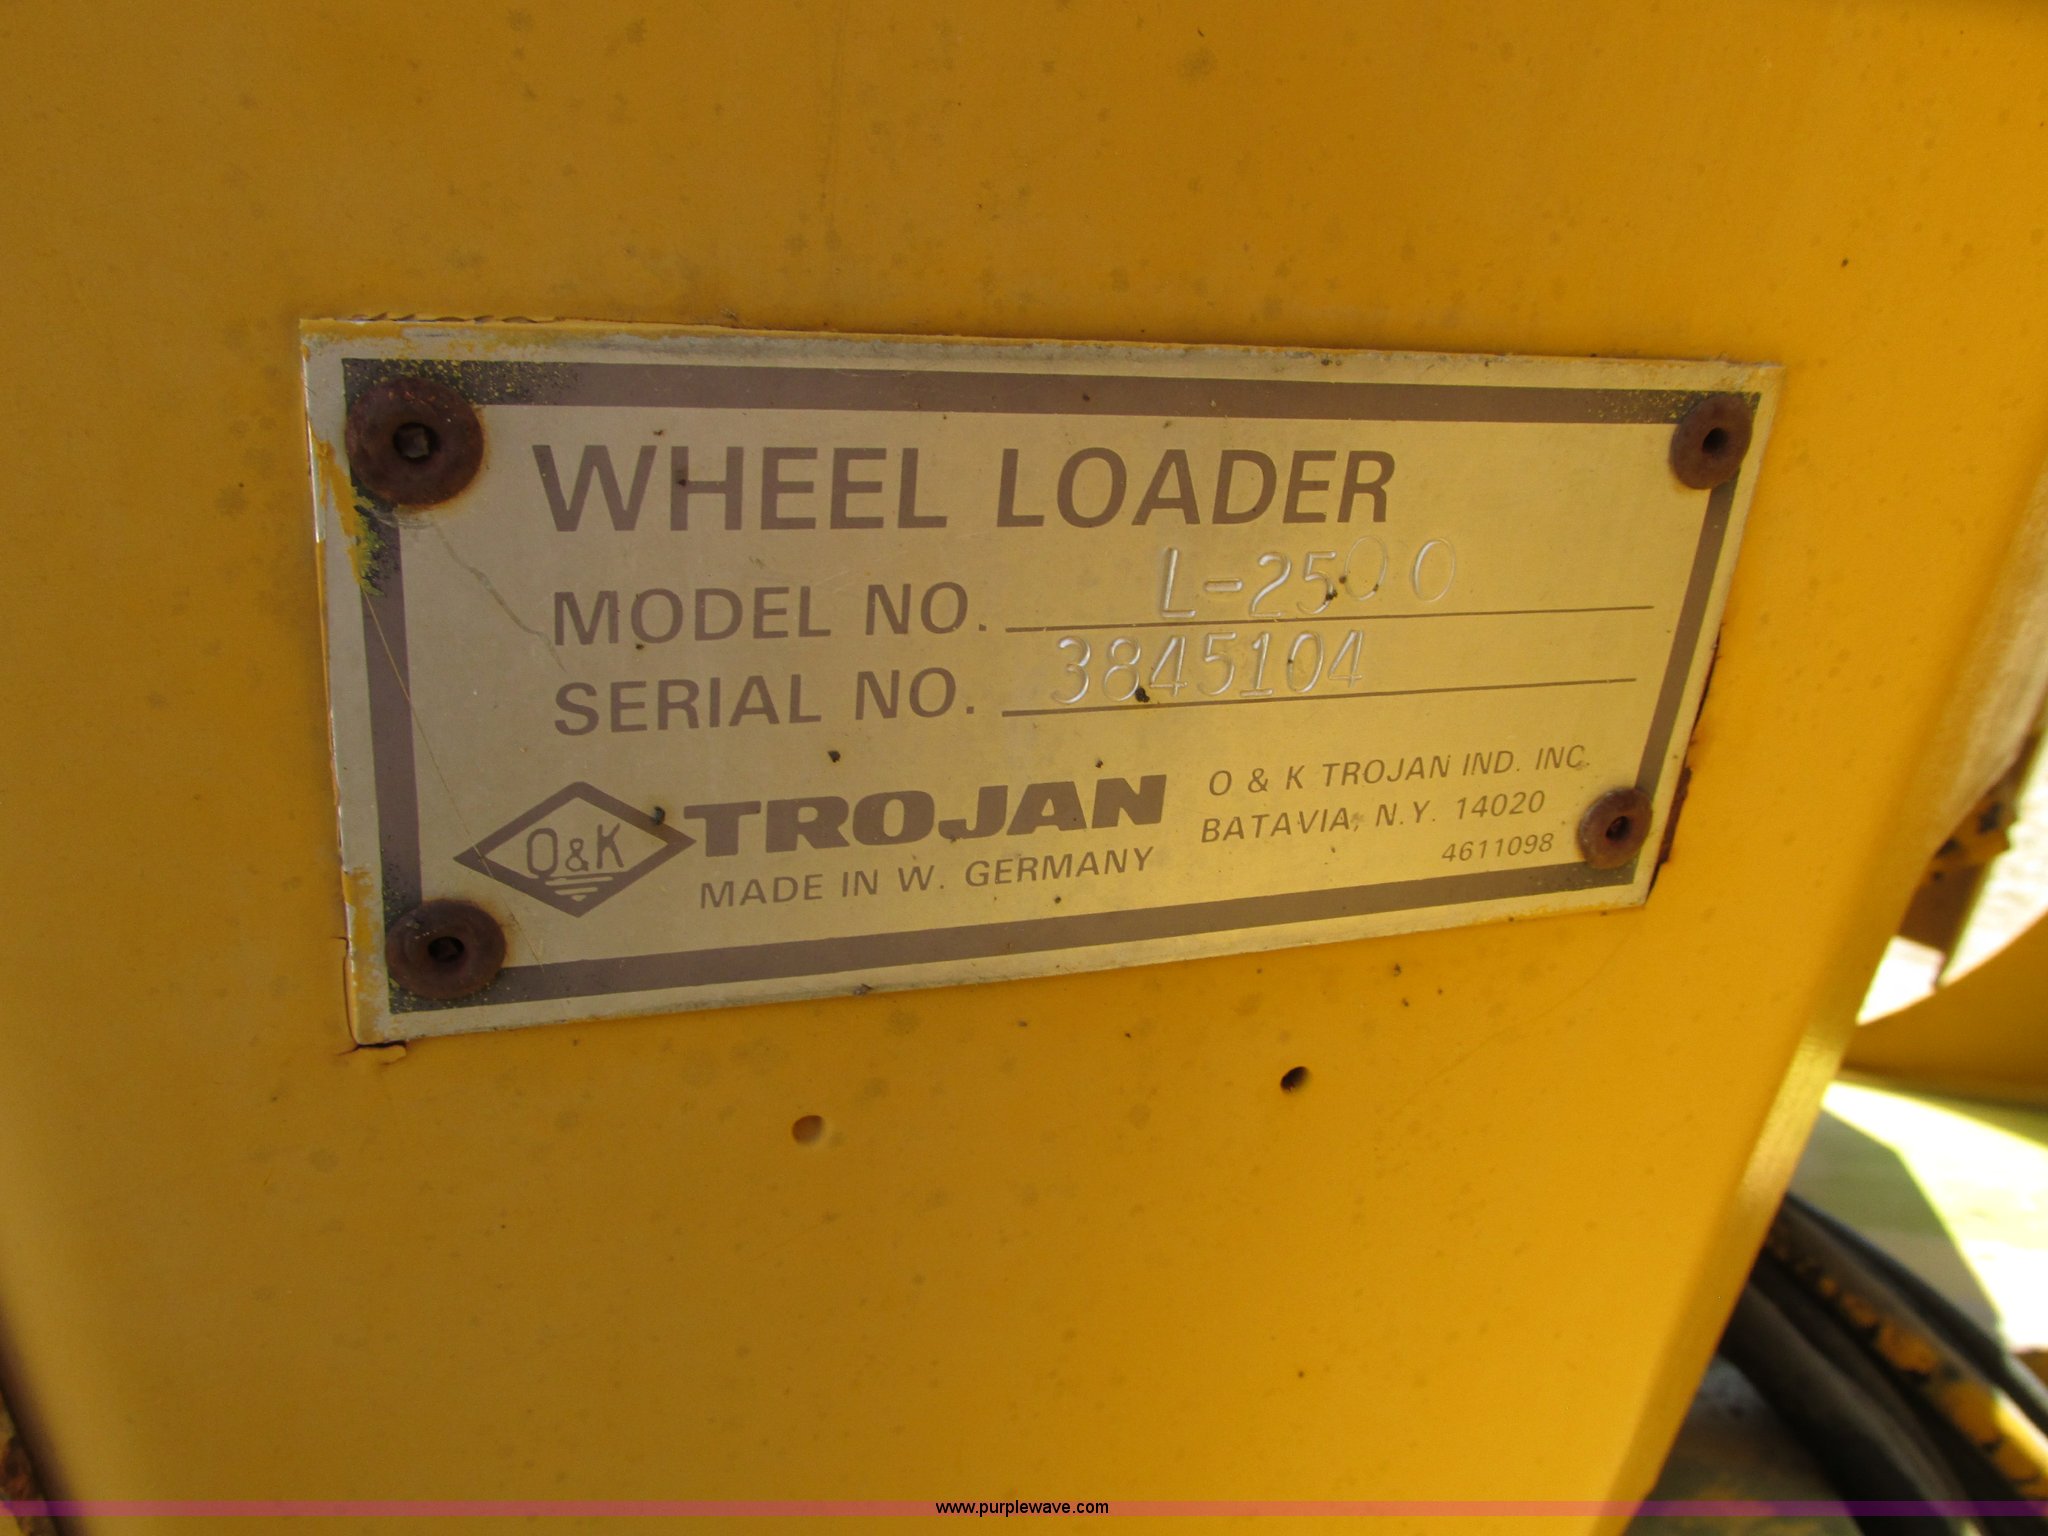 WHEEL LOADER
MODEL NO. L-2500
SERIAL NO. 3845104
O&K TROJAN
MADE IN W. GERMANY
O & K TROJAN IND. INC.
BATAVIA, N.Y. 14020
4611098
www.purplewave.com